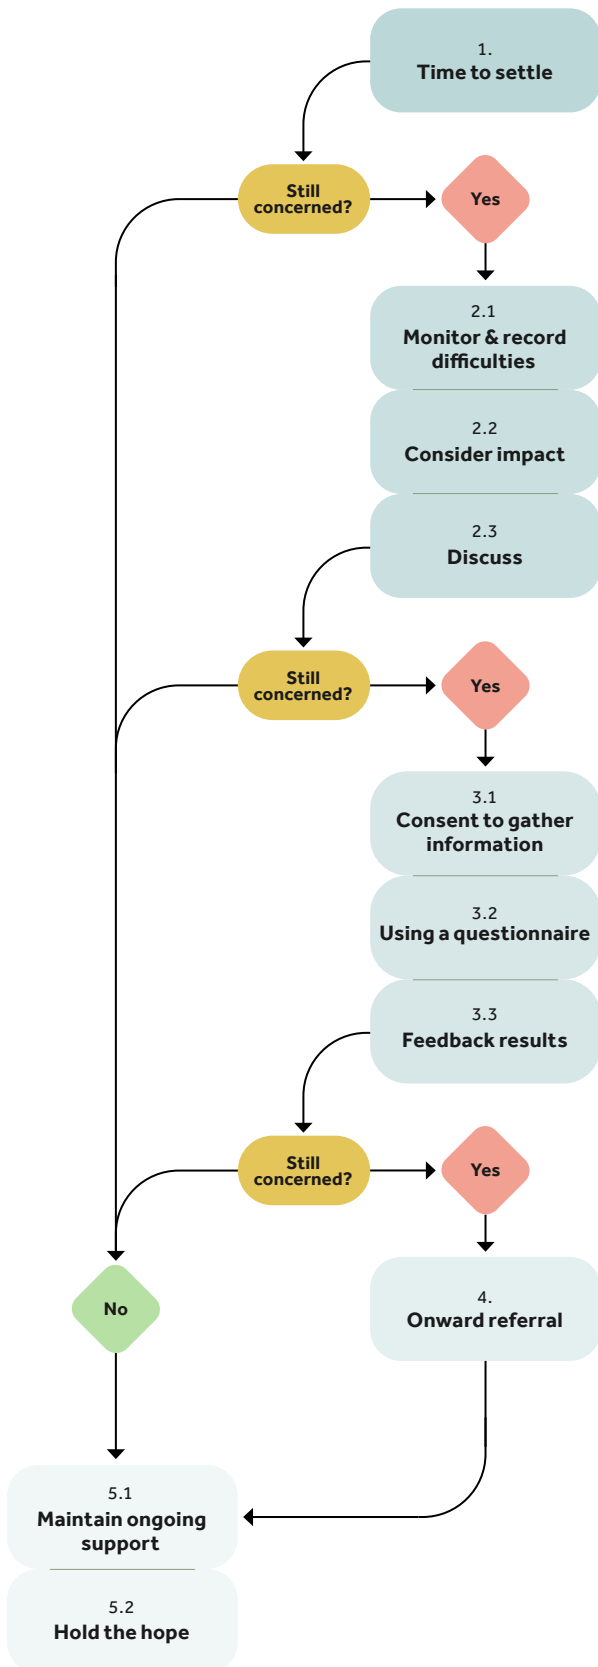 1.
Time to settle
Still
concerned?
Yes
2.1
Monitor & record
difficulties
2.2
Consider impact
2.3
Discuss
Still
concerned?
Yes
3.1
Consent to gather
information
3.2
Using a questionnaire
3.3
Feedback results
Still
concerned?
Yes
No
4.
Onward referral
5.1
Maintain ongoing
support
5.2
Hold the hope